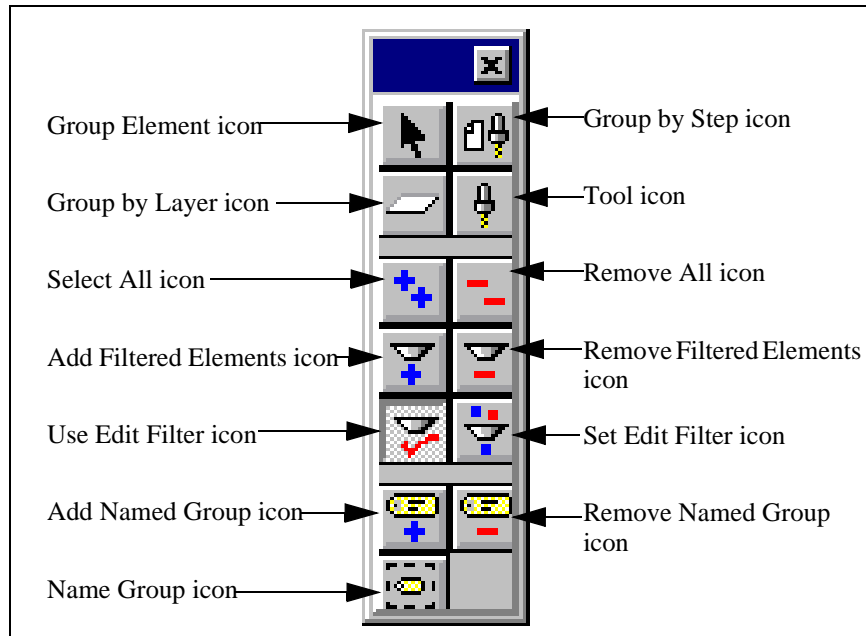 Group Element icon
Group by Step icon
Group by Layer icon
Tool icon
Select All icon
Remove All icon
Add Filtered Elements icon
Remove Filtered Elements
icon
Use Edit Filter icon
Set Edit Filter icon
Add Named Group icon
Remove Named Group
icon
Name Group icon